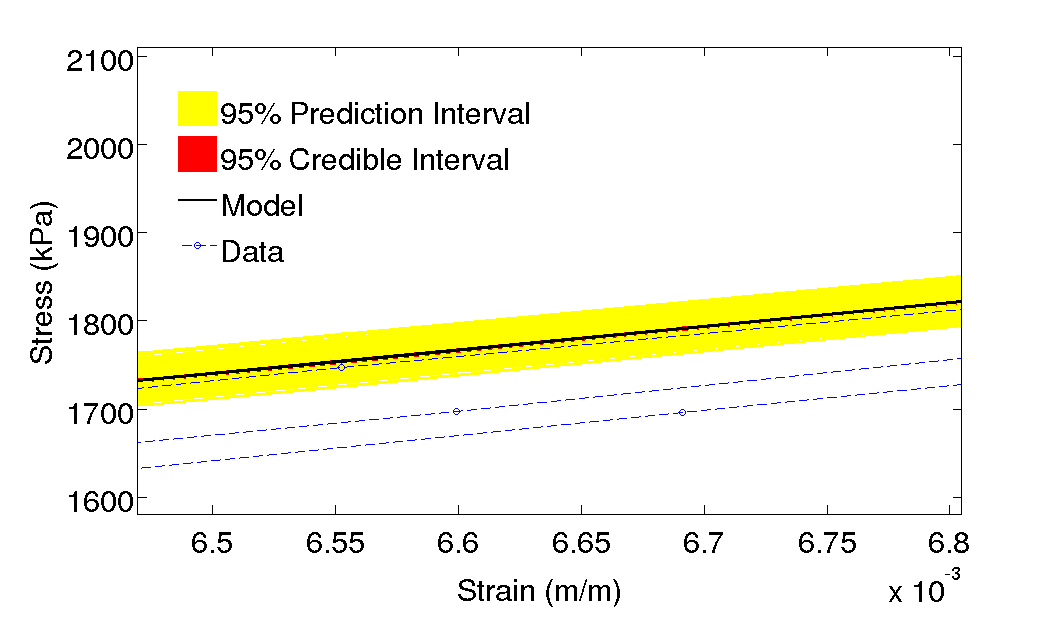 2100
2000
1900
1800
1700
1600
Stress (kPa)
95% Prediction Interval
95% Credible Interval
Model
Data
6.5 6.55 6.6 6.65 6.7 6.75 6.8
Strain (m/m)
x 10⁻³